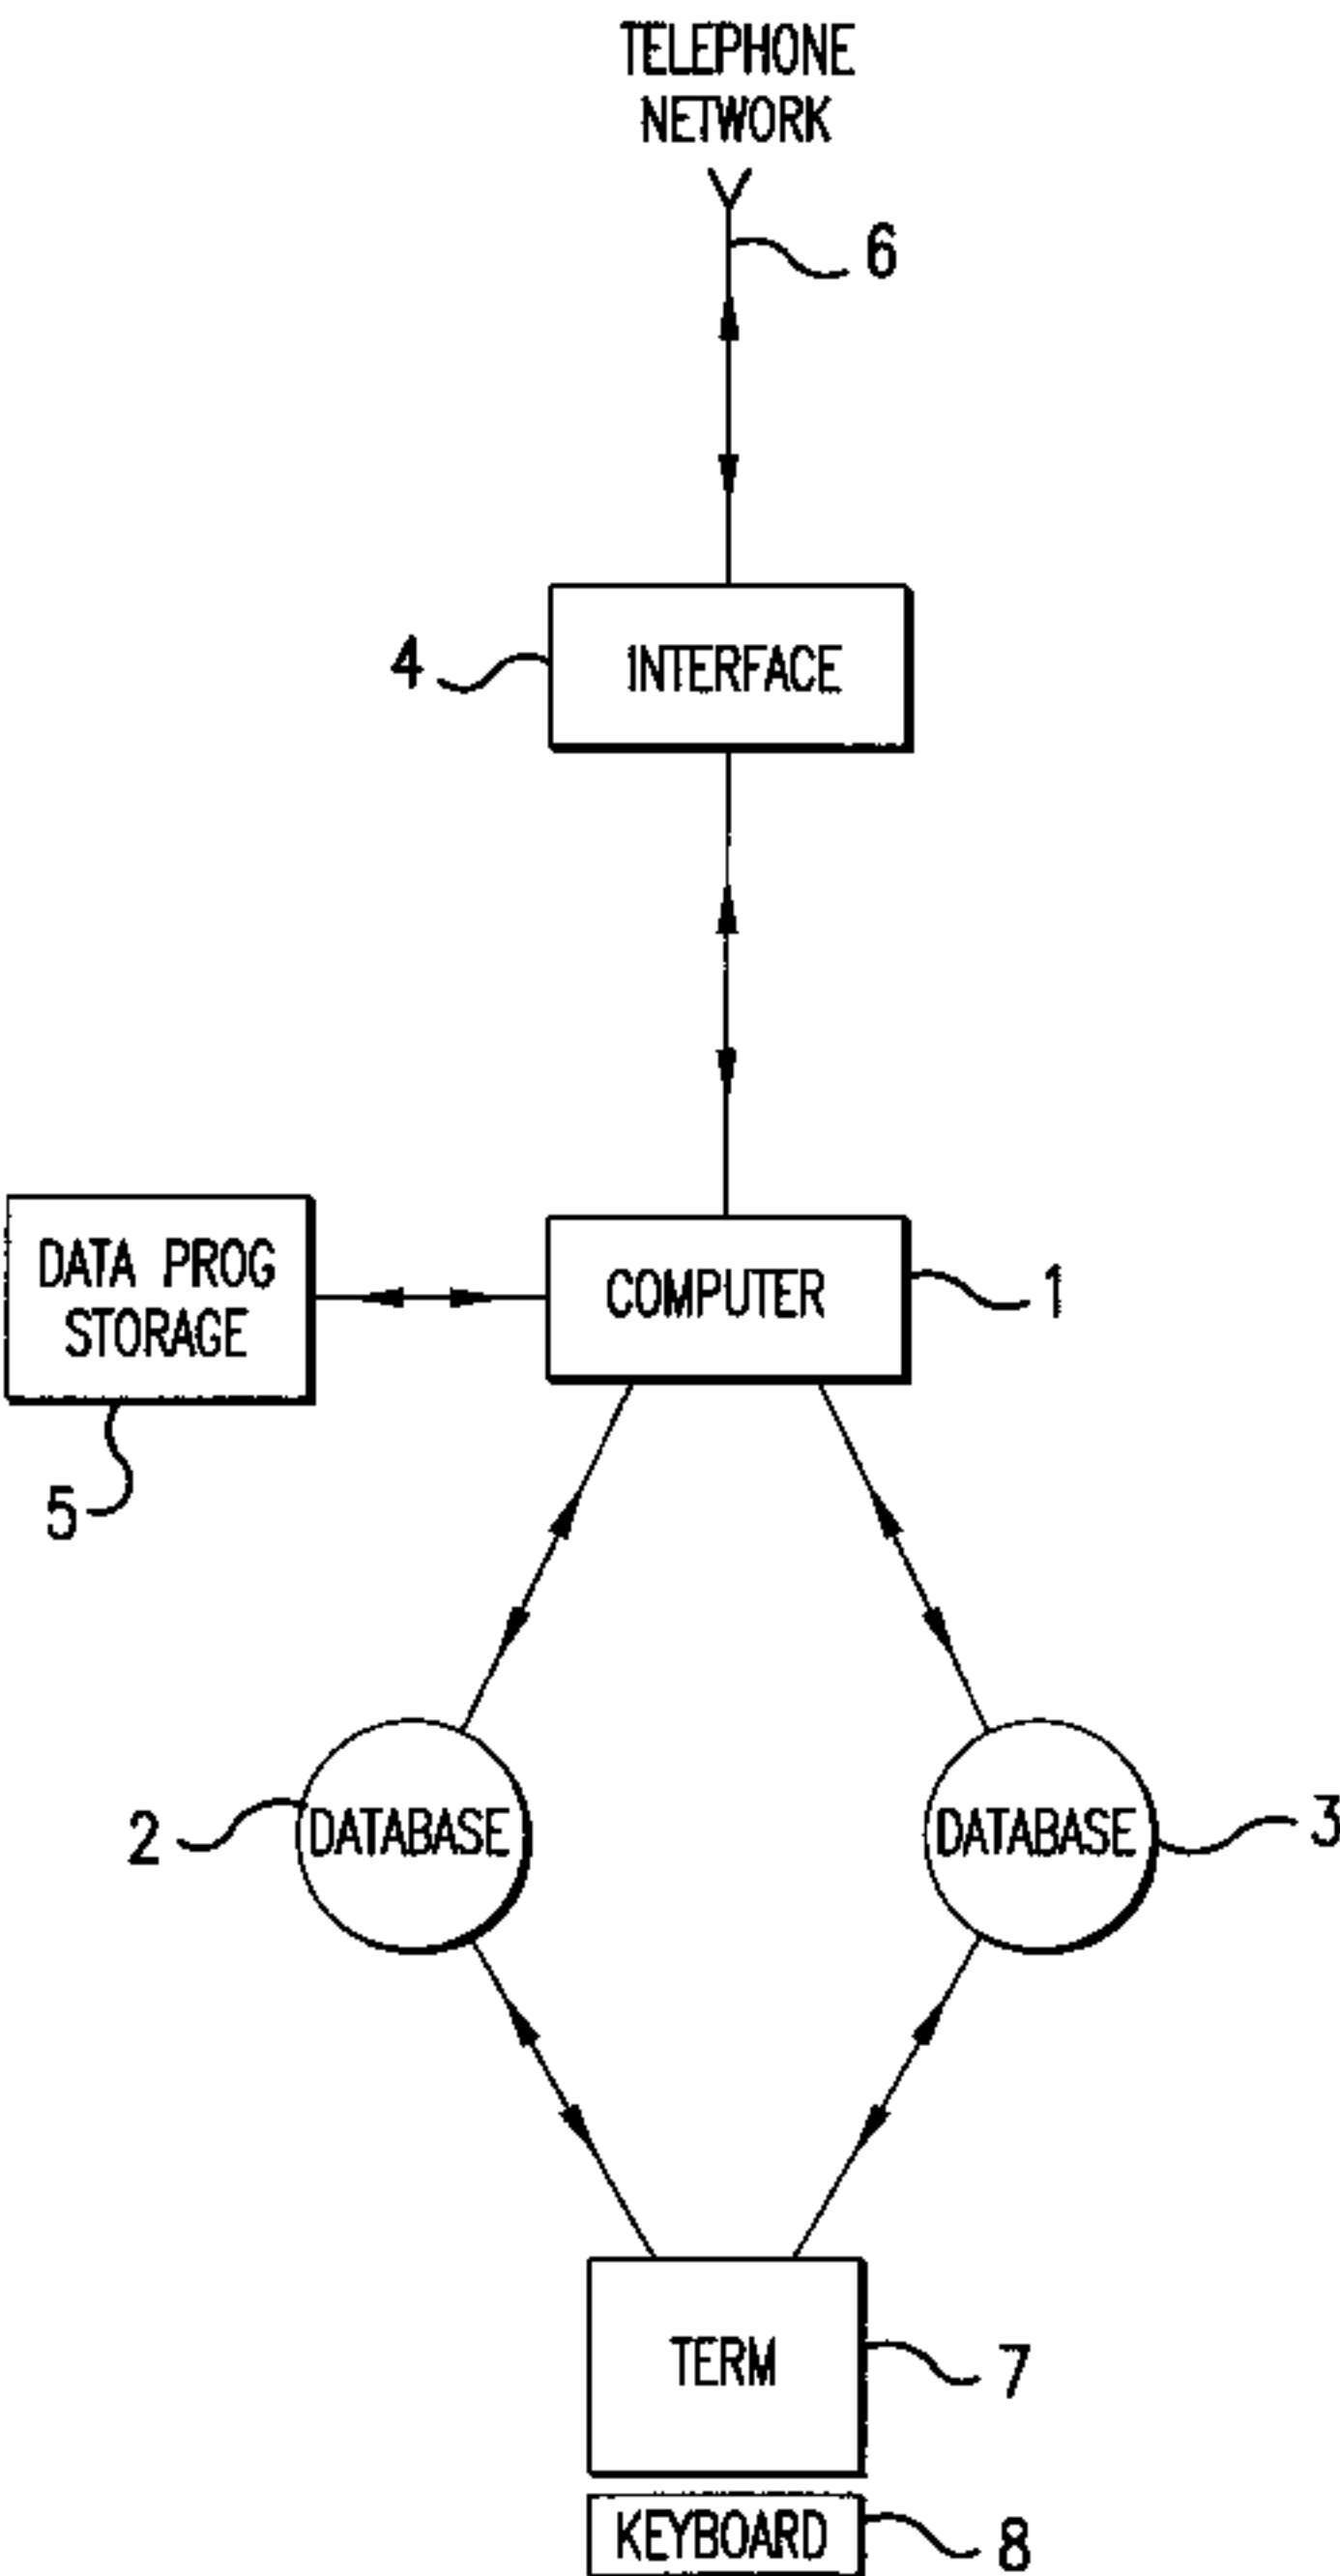 TELEPHONE
NETWORK
6
4
INTERFACE
DATA PROG
STORAGE
COMPUTER
1
5
2
DATABASE
DATABASE
3
TERM
7
KEYBOARD
8